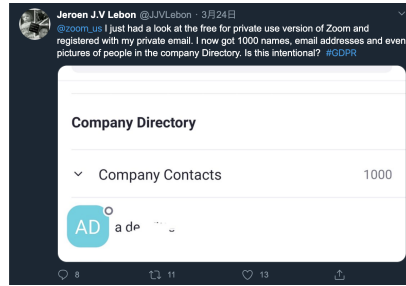 Jeroen J.V Lebon @JJVLebon · 3月24日
@zoom_us I just had a look at the free for private use version of Zoom and
registered with my private email. I now got 1000 names, email addresses and even
pictures of people in the company Directory. Is this intentional? #GDPR
Company Directory
Company Contacts 1000
AD a de
8 11 13